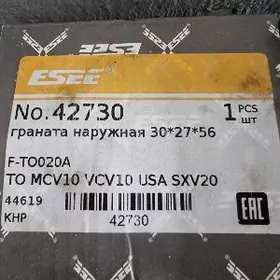 ESEE
No.42730
1 PCS
шт
граната наружная 30*27*56
F-TO020A
TO MCV10 VCV10 USA SXV20
44619
KHP
42730
EAC